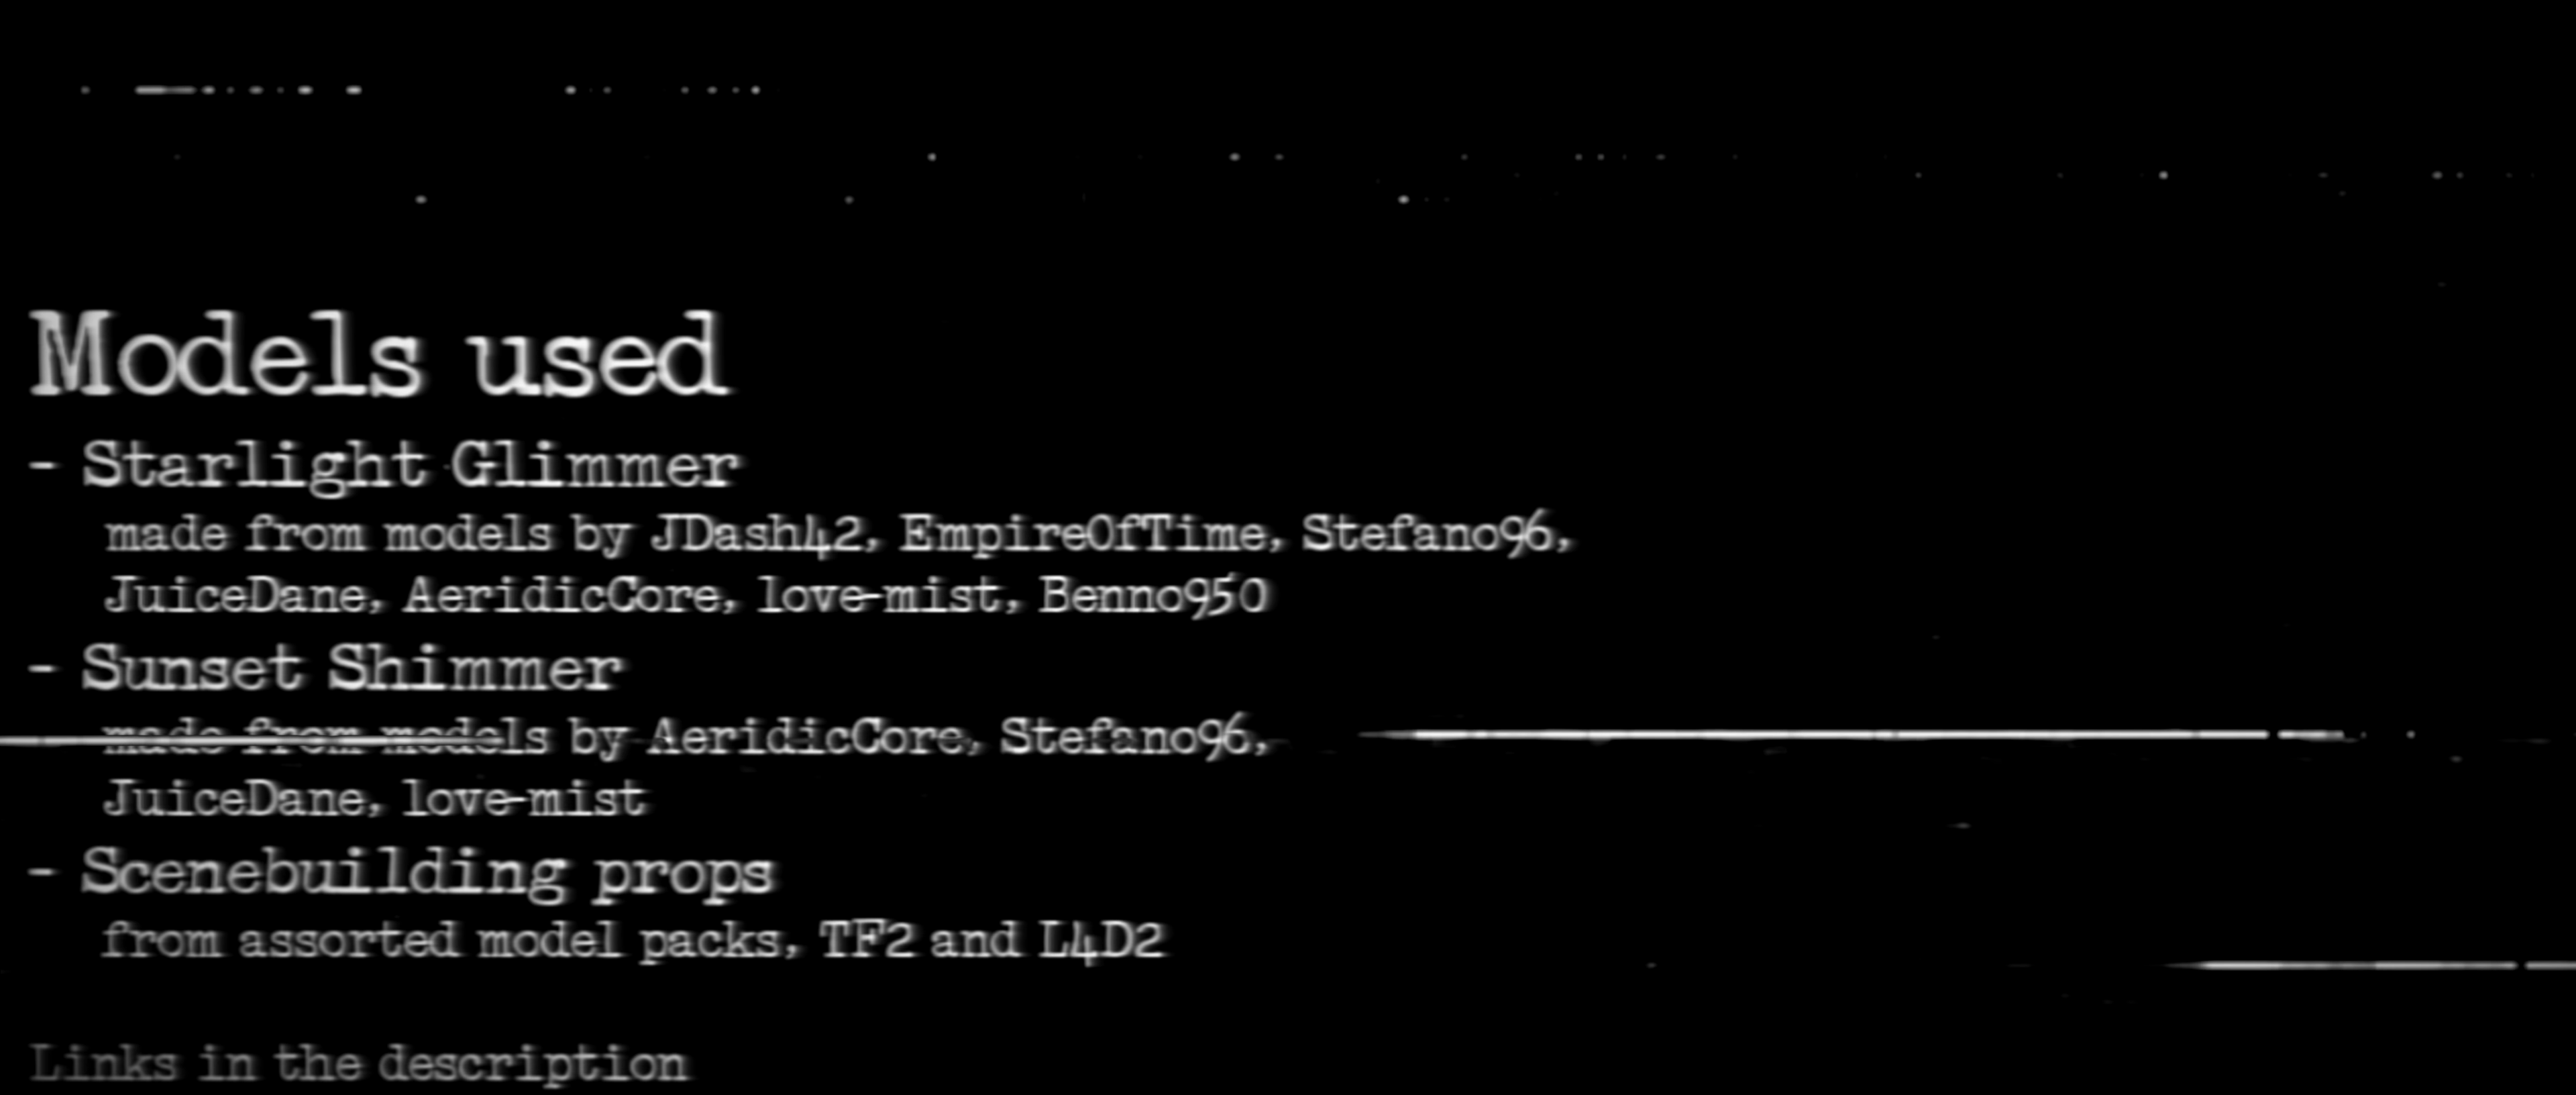 Models used
- Starlight Glimmer
made from models by JDash42, EmpireOfTime, Stefano96,
JuiceDane, AeridicCore, love-mist, Benno950
- Sunset Shimmer
made from models by AeridicCore, Stefano96,
JuiceDane, love-mist
- Scenebuilding props
from assorted model packs, TF2 and L4D2
Links in the description